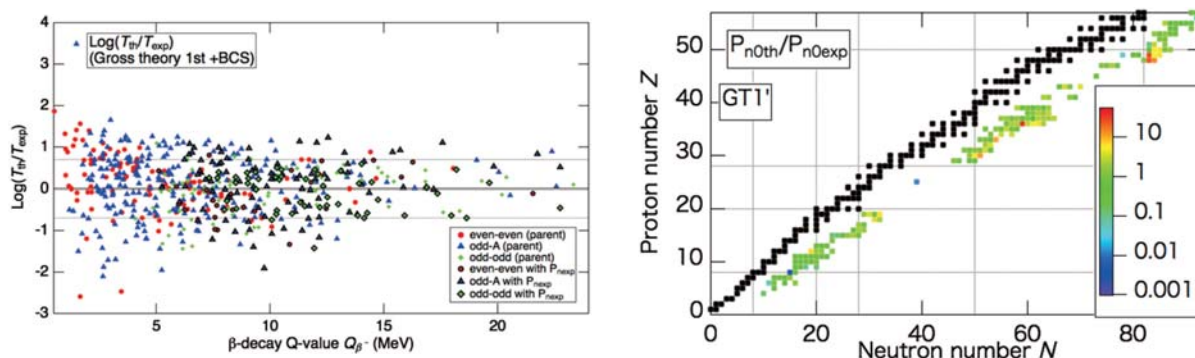 4
3
2
1
0
-1
-2
-3
Log(T_th/T_exp)
Log(T_th/T_exp)
(Gross theory 1st +BCS)
even-even (parent)
odd-A (parent)
odd-odd (parent)
even-even with P_nexp
odd-A with P_nexp
odd-odd with P_nexp
5 10 15 20
β-decay Q-value Q_β⁻ (MeV)
50
40
30
20
10
0
Proton number Z
P_n0th/P_n0exp
GT1'
10
1
0.1
0.01
0.001
0 20 40 60 80
Neutron number N